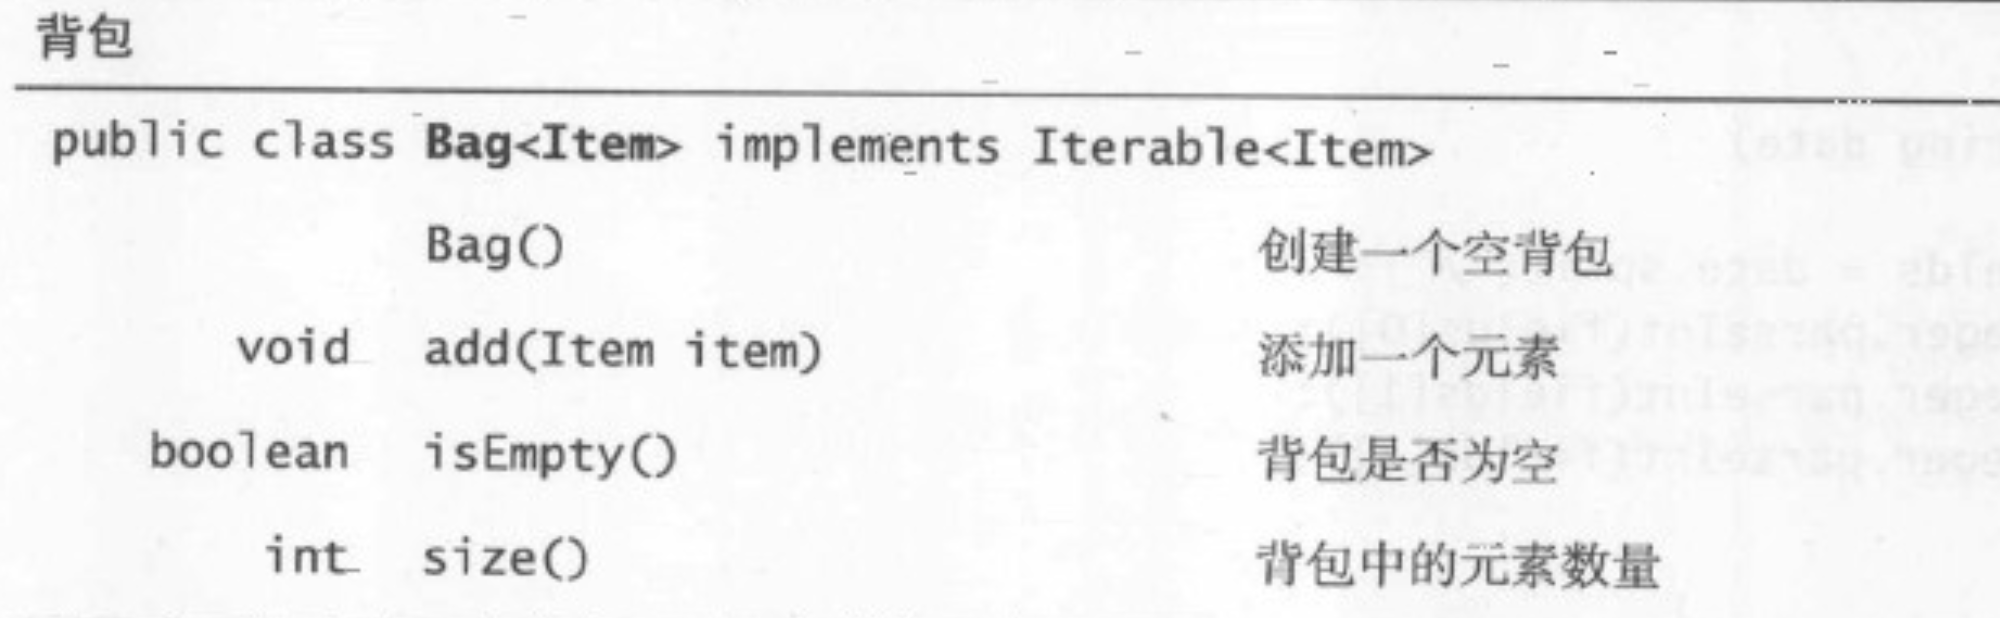 背包
public class Bag<Item> implements Iterable<Item>
Bag() 创建一个空背包
void add(Item item) 添加一个元素
boolean isEmpty() 背包是否为空
int size() 背包中的元素数量